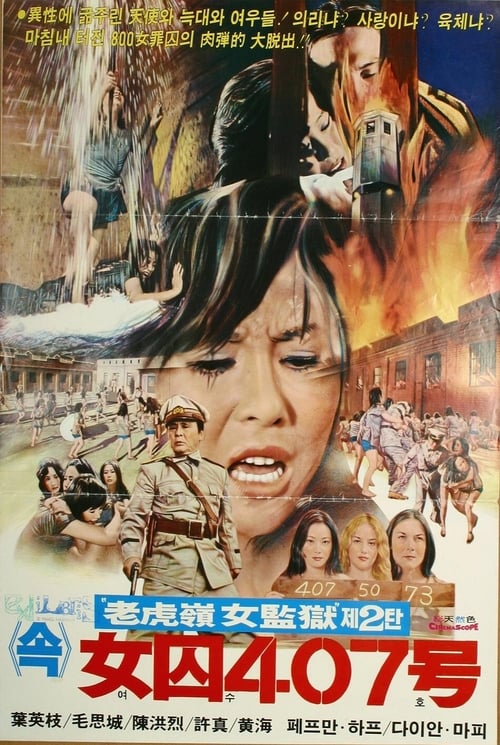 ●異性에 굶주린 天使와 늑대와 여우들! 의리냐? 사랑이냐? 육체냐?
마침내 터진 800女罪囚의 肉弾的 大脫出!!
407 50 73
"老虎嶺 女監獄" 제2탄
総天然色
CINEMASCOPE
《속》 女囚407号
여 수 호
葉英枝/毛思城/陳洪烈/許真/黄海 페프만·하프/다이안·마피